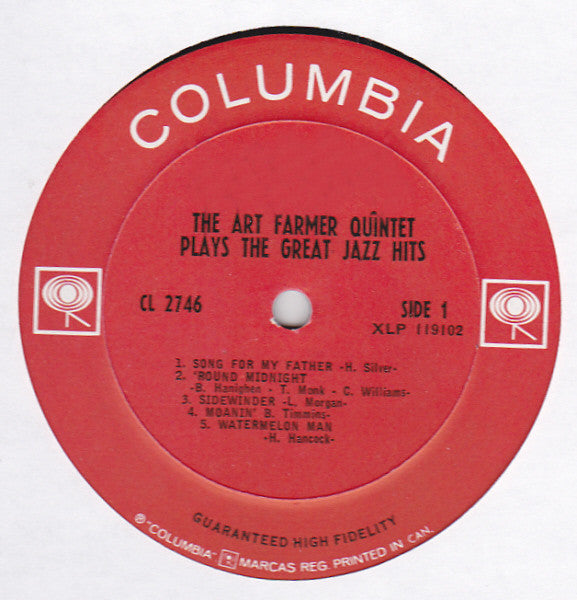 COLUMBIA
THE ART FARMER QUÎNTET
PLAYS THE GREAT JAZZ HITS
CL 2746
SIDE 1
XLP 119102
1. SONG FOR MY FATHER -H. Silver-
2. 'ROUND MIDNIGHT
-B. Hanighen - T. Monk - C. Williams-
3. SIDEWINDER -L. Morgan-
4. MOANIN' B. Timmins-
5. WATERMELON MAN
-H. Hancock-
GUARANTEED HIGH FIDELITY
® "COLUMBIA" MARCAS REG. PRINTED IN CAN.